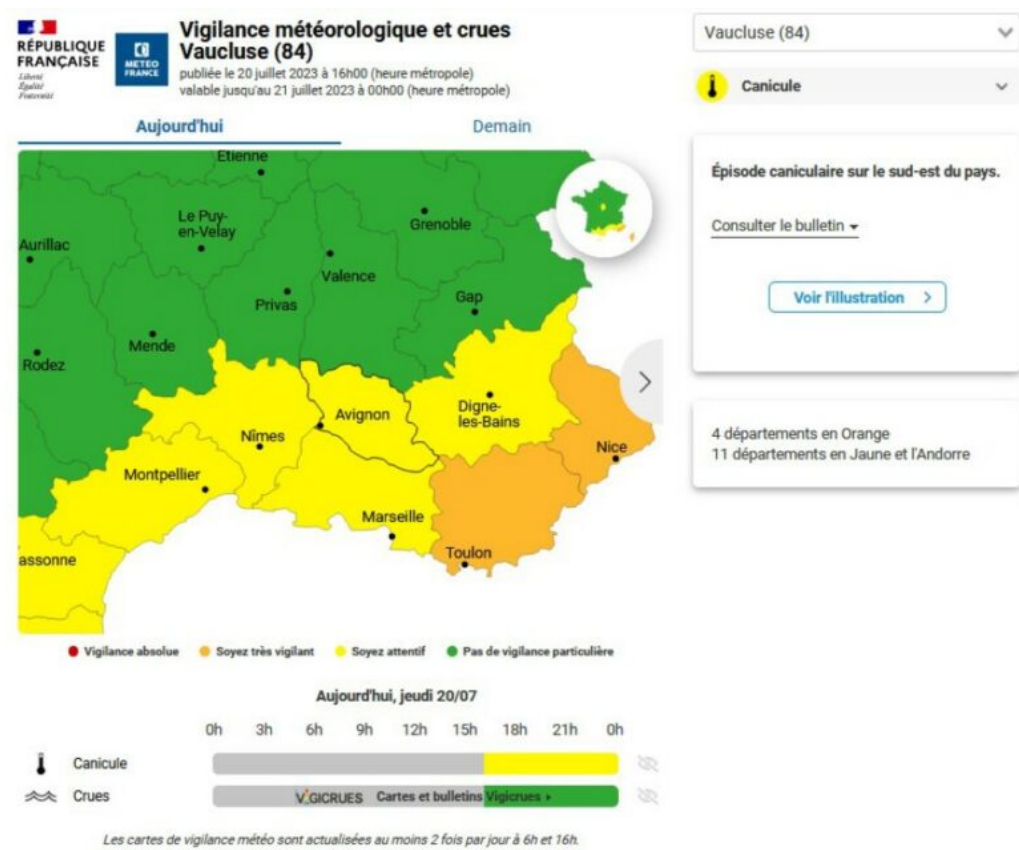 RÉPUBLIQUE
FRANÇAISE
Liberté
Égalité
Fraternité
METEO
FRANCE
Vigilance météorologique et crues
Vaucluse (84)
publiée le 20 juillet 2023 à 16h00 (heure métropole)
valable jusqu'au 21 juillet 2023 à 00h00 (heure métropole)
Vaucluse (84)
Canicule
Aujourd'hui
Demain
Etienne
Le Puy-
en-Velay
Grenoble
Aurillac
Valence
Privas
Gap
Mende
Rodez
Avignon
Digne-
les-Bains
Nîmes
Nice
Montpellier
Marseille
assonne
Toulon
Épisode caniculaire sur le sud-est du pays.
Consulter le bulletin
Voir l'illustration >
4 départements en Orange
11 départements en Jaune et l'Andorre
Vigilance absolue Soyez très vigilant Soyez attentif Pas de vigilance particulière
Aujourd'hui, jeudi 20/07
0h 3h 6h 9h 12h 15h 18h 21h 0h
Canicule
Crues VIGICRUES Cartes et bulletins Vigicrues
Les cartes de vigilance météo sont actualisées au moins 2 fois par jour à 6h et 16h.